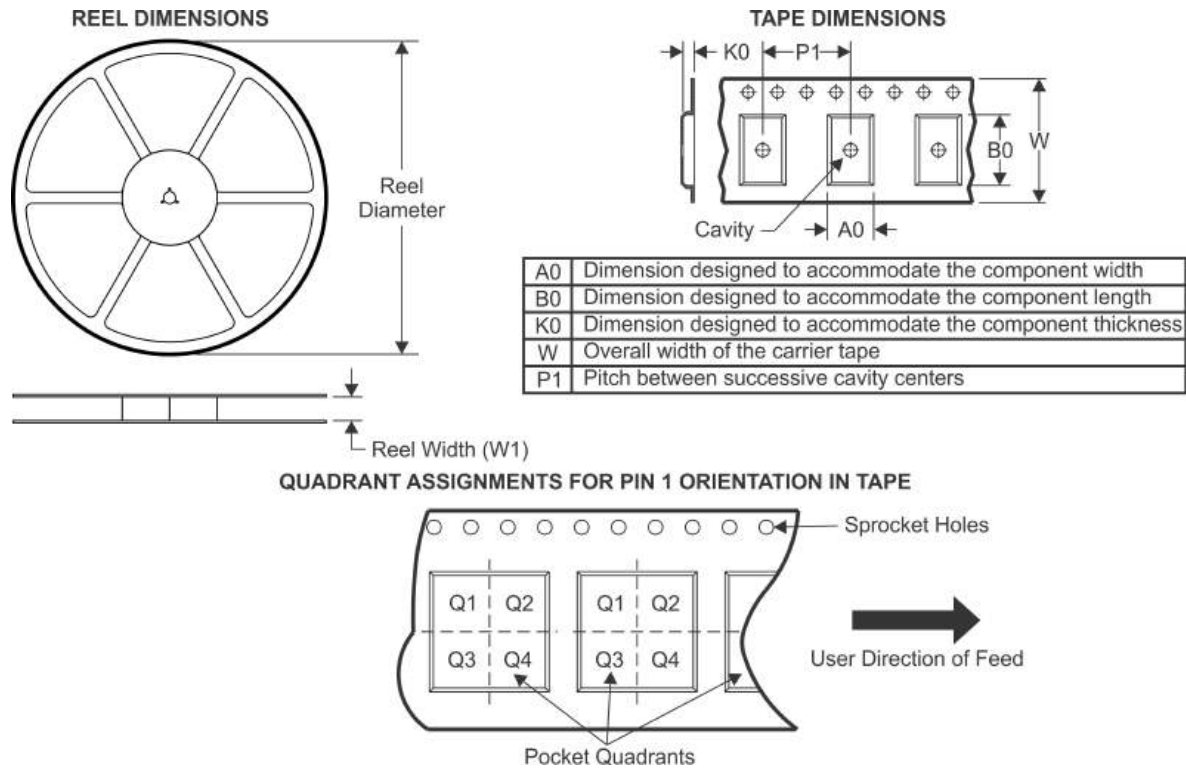 REEL DIMENSIONS
Reel
Diameter
Reel Width (W1)
TAPE DIMENSIONS
K0
P1
B0
W
Cavity
A0
A0 Dimension designed to accommodate the component width
B0 Dimension designed to accommodate the component length
K0 Dimension designed to accommodate the component thickness
W Overall width of the carrier tape
P1 Pitch between successive cavity centers
QUADRANT ASSIGNMENTS FOR PIN 1 ORIENTATION IN TAPE
Sprocket Holes
Q1 Q2 Q1 Q2
Q3 Q4 Q3 Q4
User Direction of Feed
Pocket Quadrants